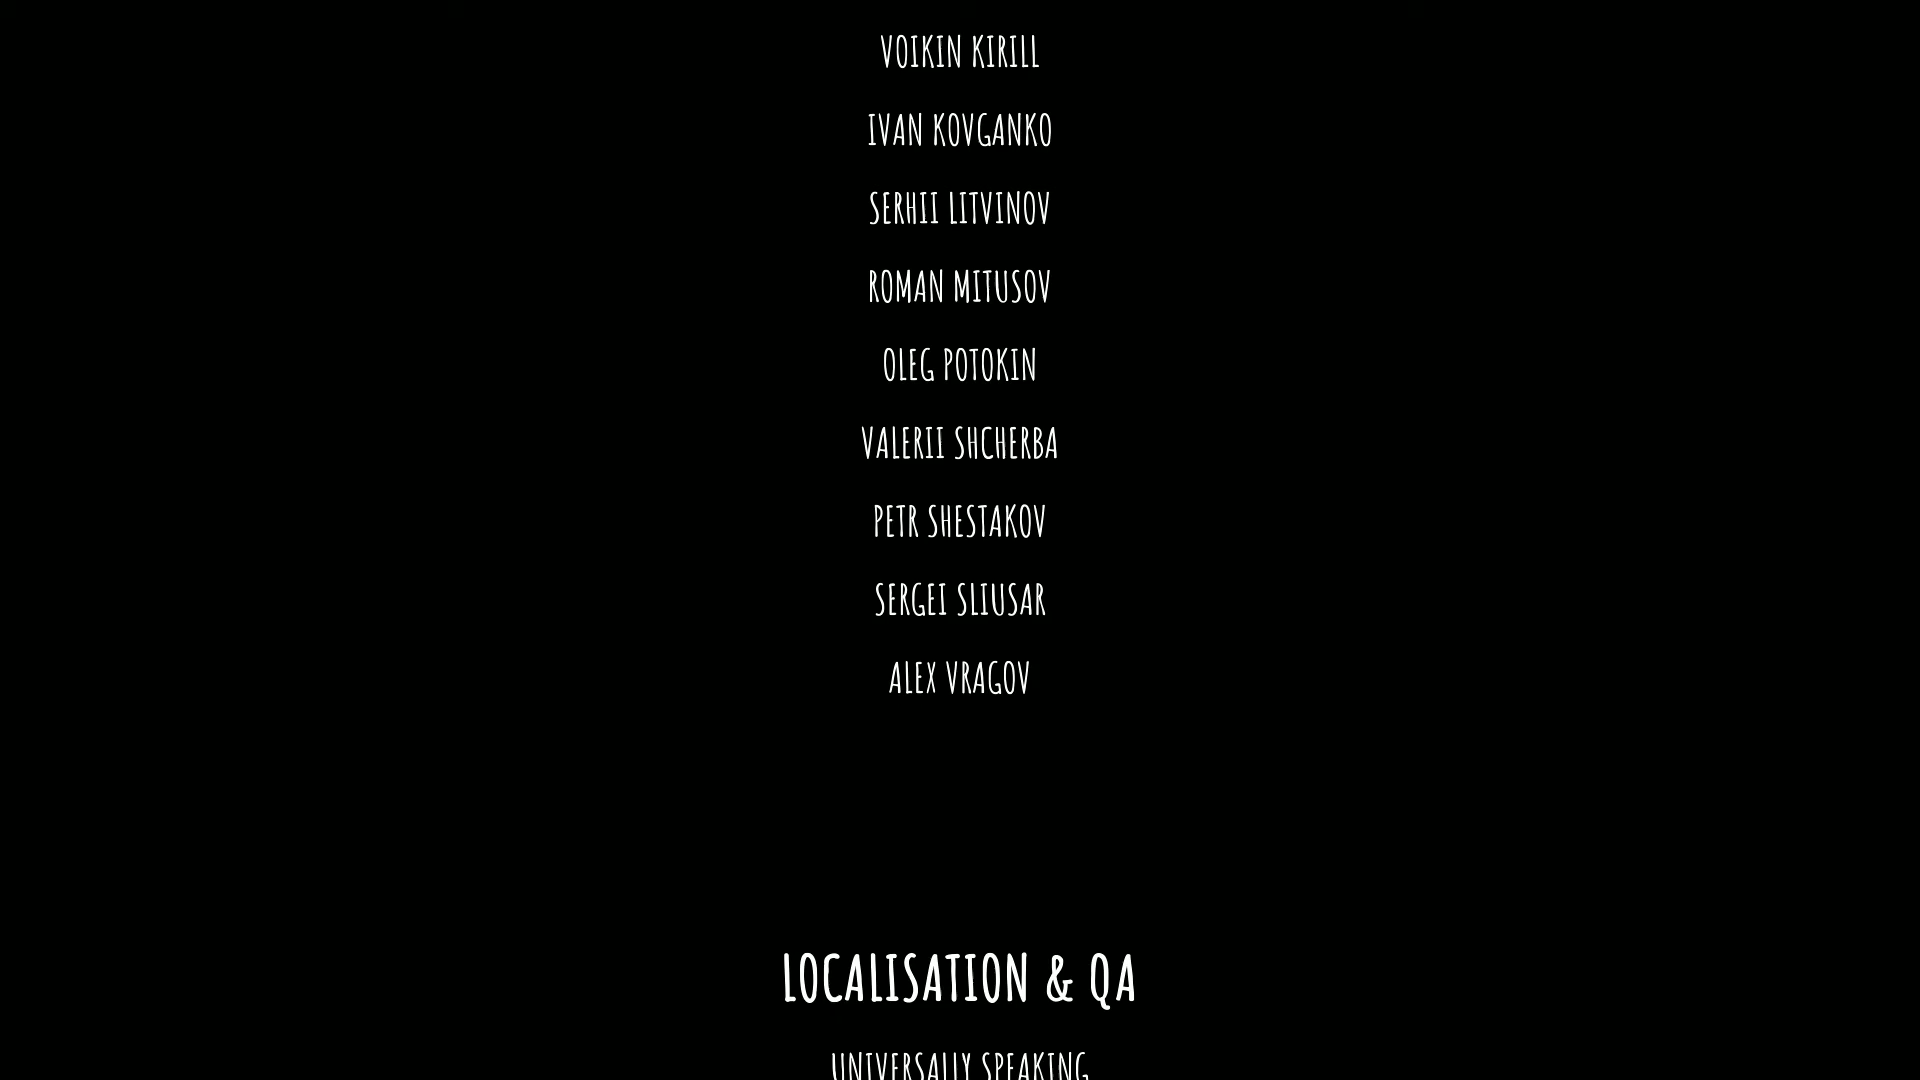 VOIKIN KIRILL
IVAN KOVGANKO
SERHII LITVINOV
ROMAN MITUSOV
OLEG POTOKIN
VALERII SHCHERBA
PETR SHESTAKOV
SERGEI SLIUSAR
ALEX VRAGOV
LOCALISATION & QA
UNIVERSALLY SPEAKING